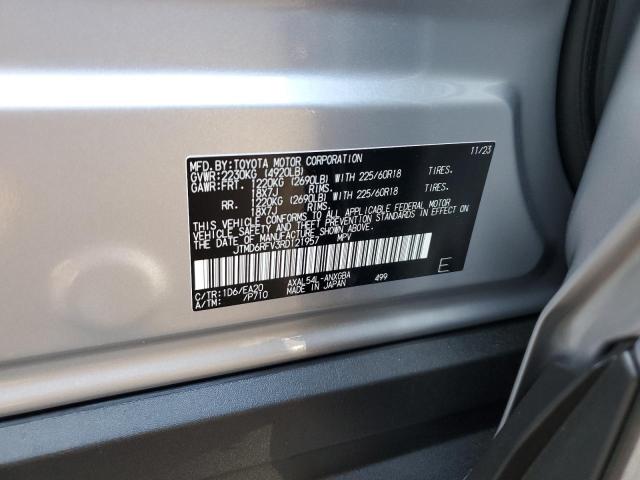 MFD.BY:TOYOTA MOTOR CORPORATION 11/23
GVWR:2230KG (4920LB)
GAWR:FRT. 1220KG (2690LB) WITH 225/60R18 TIRES.
18X7J RIMS.
RR. 1220KG (2690LB) WITH 225/60R18 TIRES.
18X7J RIMS.
THIS VEHICLE CONFORMS TO ALL APPLICABLE FEDERAL MOTOR
VEHICLE SAFETY AND THEFT PREVENTION STANDARDS IN EFFECT
ON THE DATE OF MANUFACTURE SHOWN ABOVE.
JTMD6RFV3RD121957 MPV
C/TR:1D6/EA20 AXAL54L-ANXGBA 499
A/TM: /P710 MADE IN JAPAN E